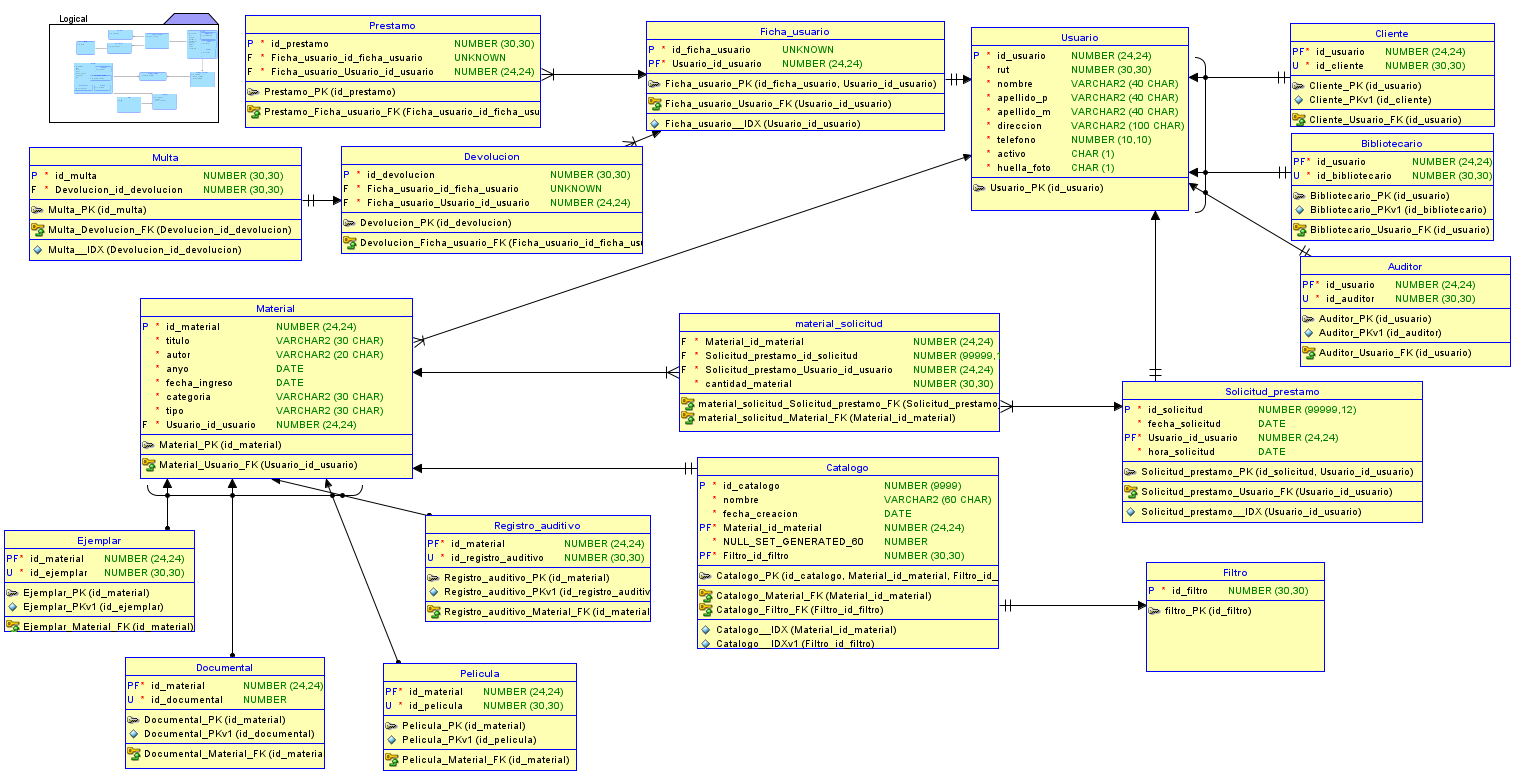 Logical
Prestamo
P * id_prestamo NUMBER (30,30)
F * Ficha_usuario_id_ficha_usuario UNKNOWN
F * Ficha_usuario_Usuario_id_usuario NUMBER (24,24)
Prestamo_PK (id_prestamo)
Prestamo_Ficha_usuario_FK (Ficha_usuario_id_ficha_usu
Ficha_usuario
P * id_ficha_usuario UNKNOWN
PF* Usuario_id_usuario NUMBER (24,24)
Ficha_usuario_PK (id_ficha_usuario, Usuario_id_usuario)
Ficha_usuario_Usuario_FK (Usuario_id_usuario)
Ficha_usuario__IDX (Usuario_id_usuario)
Usuario
P * id_usuario NUMBER (24,24)
* rut NUMBER (30,30)
* nombre VARCHAR2 (40 CHAR)
* apellido_p VARCHAR2 (40 CHAR)
* apellido_m VARCHAR2 (40 CHAR)
* direccion VARCHAR2 (100 CHAR)
* telefono NUMBER (10,10)
* activo CHAR (1)
* huella_foto CHAR (1)
Usuario_PK (id_usuario)
Cliente
PF* id_usuario NUMBER (24,24)
U * id_cliente NUMBER (30,30)
Cliente_PK (id_usuario)
Cliente_PKv1 (id_cliente)
Cliente_Usuario_FK (id_usuario)
Bibliotecario
PF* id_usuario NUMBER (24,24)
U * id_bibliotecario NUMBER (30,30)
Bibliotecario_PK (id_usuario)
Bibliotecario_PKv1 (id_bibliotecario)
Bibliotecario_Usuario_FK (id_usuario)
Multa
P * id_multa NUMBER (30,30)
F * Devolucion_id_devolucion NUMBER (30,30)
Multa_PK (id_multa)
Multa_Devolucion_FK (Devolucion_id_devolucion)
Multa__IDX (Devolucion_id_devolucion)
Devolucion
P * id_devolucion NUMBER (30,30)
F * Ficha_usuario_id_ficha_usuario UNKNOWN
F * Ficha_usuario_Usuario_id_usuario NUMBER (24,24)
Devolucion_PK (id_devolucion)
Devolucion_Ficha_usuario_FK (Ficha_usuario_id_ficha_usu
Auditor
PF* id_usuario NUMBER (24,24)
U * id_auditor NUMBER (30,30)
Auditor_PK (id_usuario)
Auditor_PKv1 (id_auditor)
Auditor_Usuario_FK (id_usuario)
Material
P * id_material NUMBER (24,24)
* titulo VARCHAR2 (30 CHAR)
* autor VARCHAR2 (20 CHAR)
* anyo DATE
* fecha_ingreso DATE
* categoria VARCHAR2 (30 CHAR)
* tipo VARCHAR2 (30 CHAR)
F * Usuario_id_usuario NUMBER (24,24)
Material_PK (id_material)
Material_Usuario_FK (Usuario_id_usuario)
material_solicitud
F * Material_id_material NUMBER (24,24)
F * Solicitud_prestamo_id_solicitud NUMBER (99999,1
F * Solicitud_prestamo_Usuario_id_usuario NUMBER (24,24)
* cantidad_material NUMBER (30,30)
material_solicitud_Solicitud_prestamo_FK (Solicitud_prestamo
material_solicitud_Material_FK (Material_id_material)
Solicitud_prestamo
P * id_solicitud NUMBER (99999,12)
* fecha_solicitud DATE
PF* Usuario_id_usuario NUMBER (24,24)
* hora_solicitud DATE
Solicitud_prestamo_PK (id_solicitud, Usuario_id_usuario)
Solicitud_prestamo_Usuario_FK (Usuario_id_usuario)
Solicitud_prestamo__IDX (Usuario_id_usuario)
Catalogo
P * id_catalogo NUMBER (9999)
* nombre VARCHAR2 (60 CHAR)
* fecha_creacion DATE
PF* Material_id_material NUMBER (24,24)
* NULL_SET_GENERATED_60 NUMBER
PF* Filtro_id_filtro NUMBER (30,30)
Catalogo_PK (id_catalogo, Material_id_material, Filtro_id_
Catalogo_Material_FK (Material_id_material)
Catalogo_Filtro_FK (Filtro_id_filtro)
Catalogo__IDX (Material_id_material)
Catalogo__IDXv1 (Filtro_id_filtro)
Ejemplar
PF* id_material NUMBER (24,24)
U * id_ejemplar NUMBER (30,30)
Ejemplar_PK (id_material)
Ejemplar_PKv1 (id_ejemplar)
Ejemplar_Material_FK (id_material)
Registro_auditivo
PF* id_material NUMBER (24,24)
U * id_registro_auditivo NUMBER (30,30)
Registro_auditivo_PK (id_material)
Registro_auditivo_PKv1 (id_registro_auditiv
Registro_auditivo_Material_FK (id_material
Filtro
P * id_filtro NUMBER (30,30)
filtro_PK (id_filtro)
Documental
PF* id_material NUMBER (24,24)
U * id_documental NUMBER
Documental_PK (id_material)
Documental_PKv1 (id_documental)
Documental_Material_FK (id_materia
Pelicula
PF* id_material NUMBER (24,24)
U * id_pelicula NUMBER (30,30)
Pelicula_PK (id_material)
Pelicula_PKv1 (id_pelicula)
Pelicula_Material_FK (id_material)